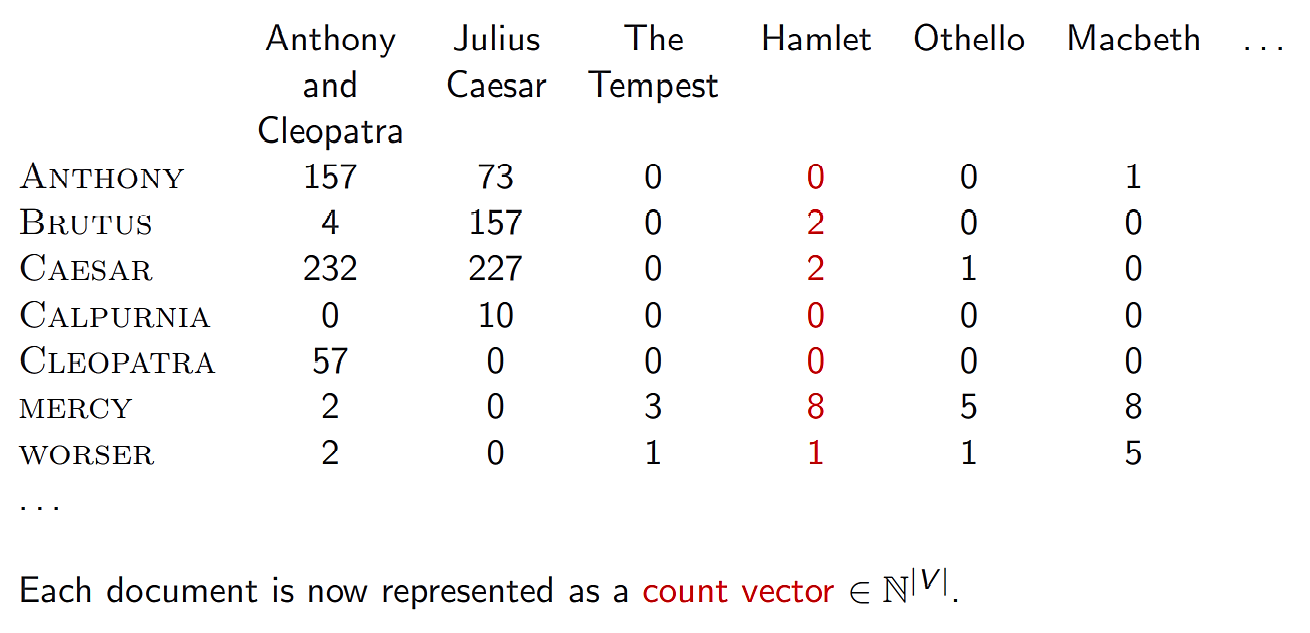 Anthony Julius The Hamlet Othello Macbeth ...
and Caesar Tempest
Cleopatra
ANTHONY 157 73 0 0 0 1
BRUTUS 4 157 0 2 0 0
CAESAR 232 227 0 2 1 0
CALPURNIA 0 10 0 0 0 0
CLEOPATRA 57 0 0 0 0 0
MERCY 2 0 3 8 5 8
WORSER 2 0 1 1 1 5
...
Each document is now represented as a count vector ∈ ℕ^|V|.